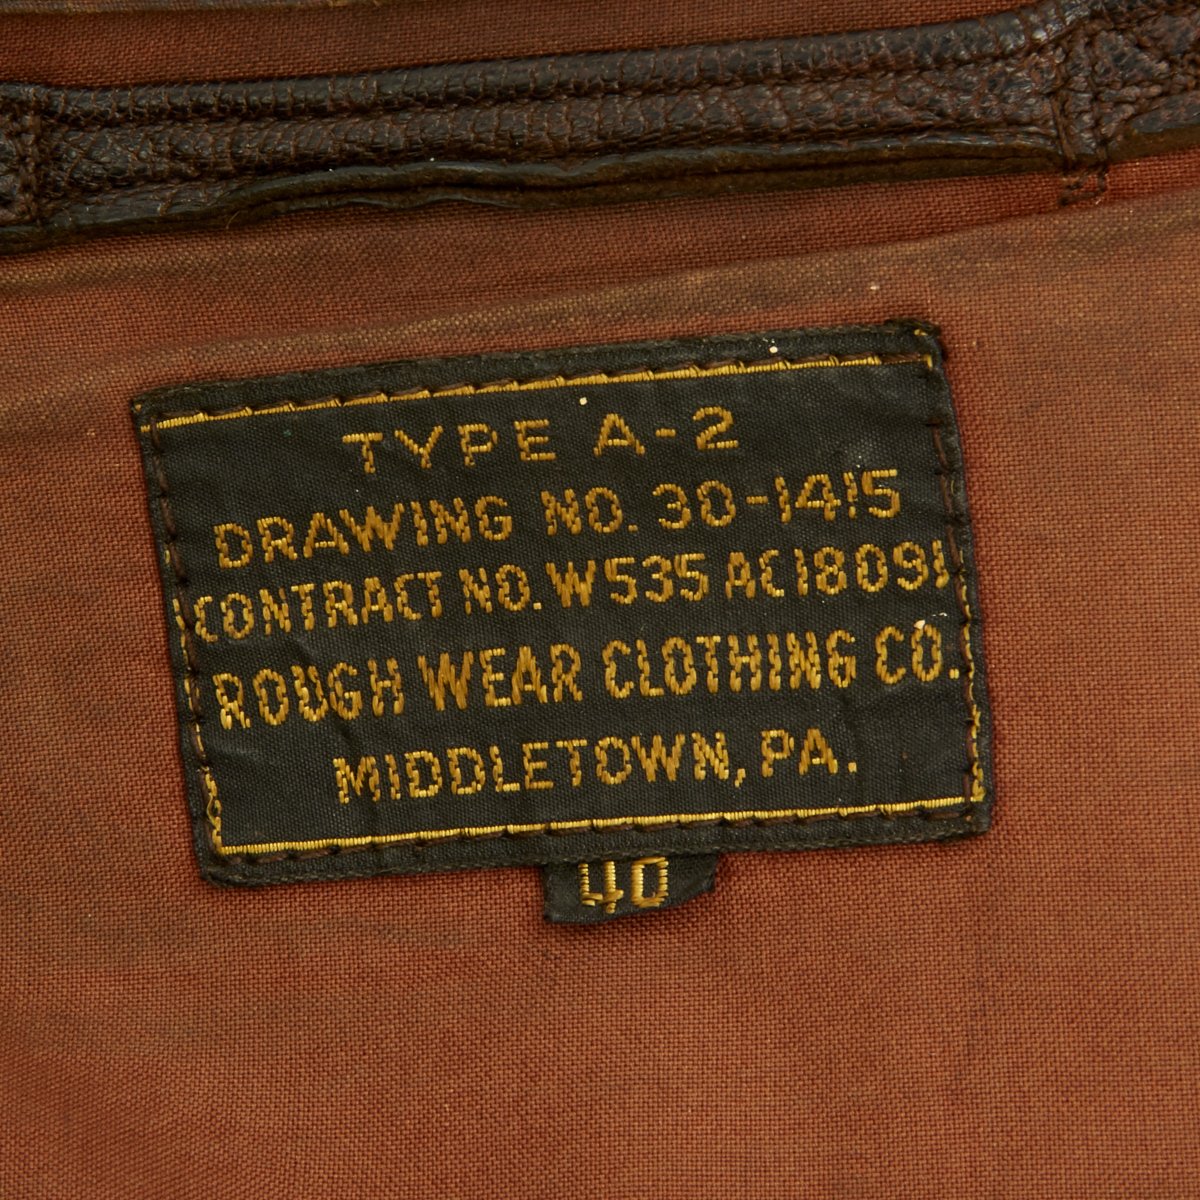 TYPE A-2
DRAWING NO. 30-1415
CONTRACT NO. W535 AC18091
ROUGH WEAR CLOTHING CO.
MIDDLETOWN, PA.
40